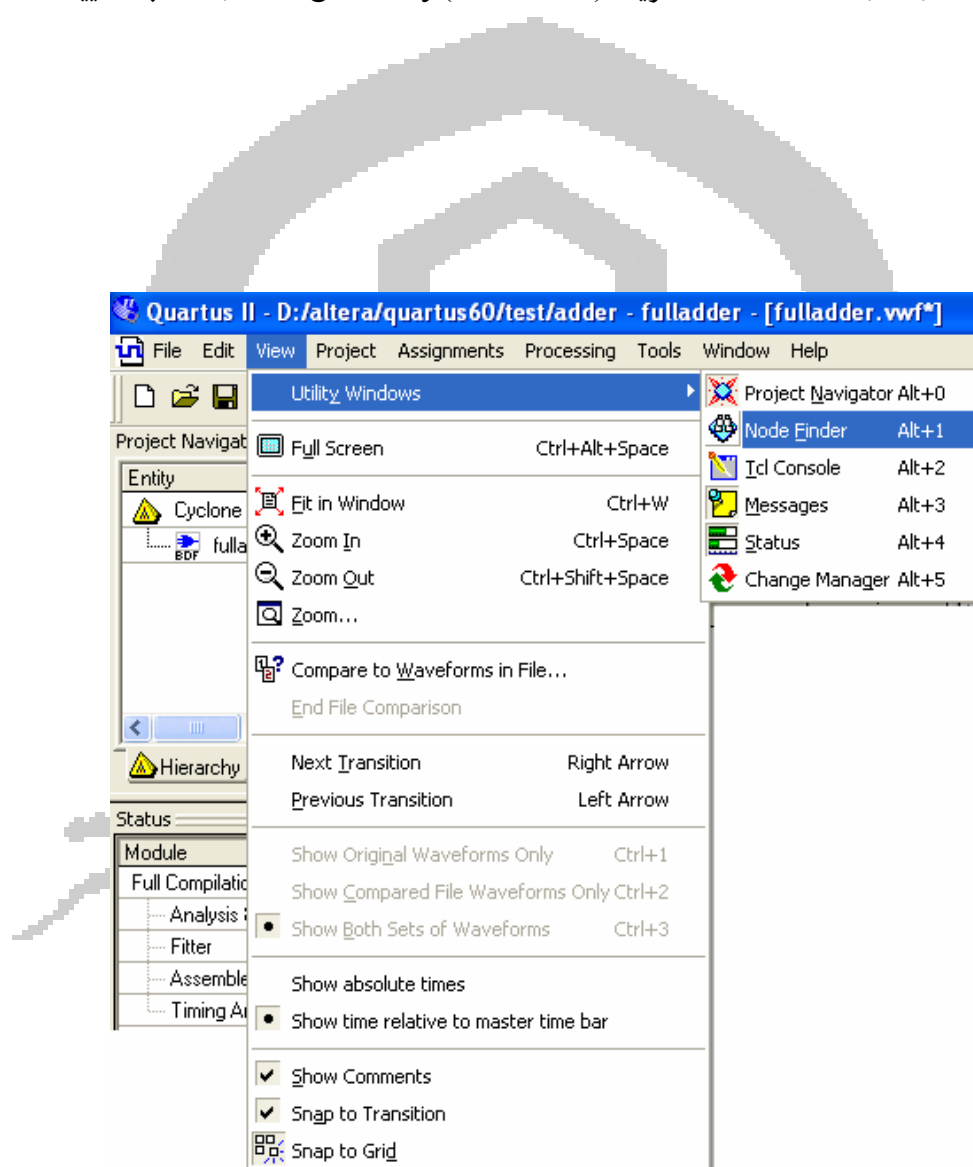 Quartus II - D:/altera/quartus60/test/adder - fulladder - [fulladder.vwf*]
File Edit View Project Assignments Processing Tools Window Help
Utility Windows
Project Navigator Alt+0
Node Finder Alt+1
Tcl Console Alt+2
Messages Alt+3
Status Alt+4
Change Manager Alt+5
Project Navigat
Entity
Cyclone
BDF fulla
Hierarchy
Full Screen Ctrl+Alt+Space
Fit in Window Ctrl+W
Zoom In Ctrl+Space
Zoom Out Ctrl+Shift+Space
Zoom...
Compare to Waveforms in File...
End File Comparison
Next Transition Right Arrow
Previous Transition Left Arrow
Show Original Waveforms Only Ctrl+1
Show Compared File Waveforms Only Ctrl+2
Show Both Sets of Waveforms Ctrl+3
Show absolute times
Show time relative to master time bar
Show Comments
Snap to Transition
Snap to Grid
Status
Module
Full Compilatio
Analysis
Fitter
Assemble
Timing A